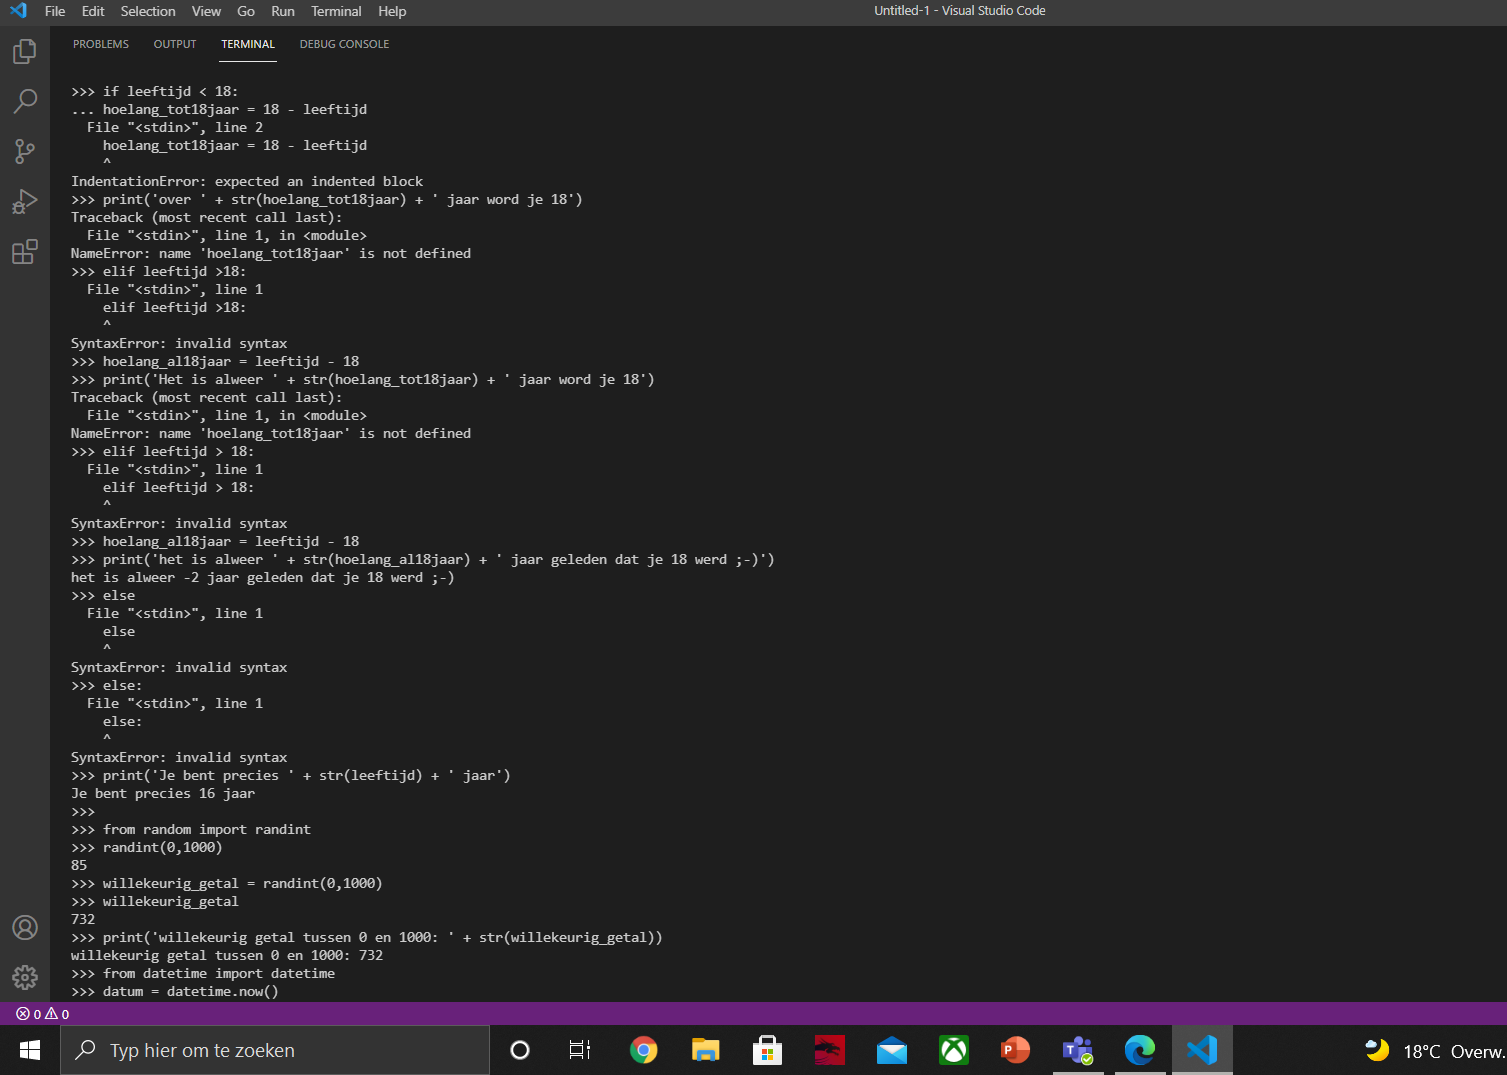 File Edit Selection View Go Run Terminal Help
Untitled-1 - Visual Studio Code
PROBLEMS OUTPUT TERMINAL DEBUG CONSOLE
>>> if leeftijd < 18:
... hoelang_tot18jaar = 18 - leeftijd
  File "<stdin>", line 2
    hoelang_tot18jaar = 18 - leeftijd
    ^
IndentationError: expected an indented block
>>> print('over ' + str(hoelang_tot18jaar) + ' jaar word je 18')
Traceback (most recent call last):
  File "<stdin>", line 1, in <module>
NameError: name 'hoelang_tot18jaar' is not defined
>>> elif leeftijd >18:
  File "<stdin>", line 1
    elif leeftijd >18:
    ^
SyntaxError: invalid syntax
>>> hoelang_al18jaar = leeftijd - 18
>>> print('Het is alweer ' + str(hoelang_tot18jaar) + ' jaar word je 18')
Traceback (most recent call last):
  File "<stdin>", line 1, in <module>
NameError: name 'hoelang_tot18jaar' is not defined
>>> elif leeftijd > 18:
  File "<stdin>", line 1
    elif leeftijd > 18:
    ^
SyntaxError: invalid syntax
>>> hoelang_al18jaar = leeftijd - 18
>>> print('het is alweer ' + str(hoelang_al18jaar) + ' jaar geleden dat je 18 werd ;-)')
het is alweer -2 jaar geleden dat je 18 werd ;-)
>>> else
  File "<stdin>", line 1
    else
    ^
SyntaxError: invalid syntax
>>> else:
  File "<stdin>", line 1
    else:
    ^
SyntaxError: invalid syntax
>>> print('Je bent precies ' + str(leeftijd) + ' jaar')
Je bent precies 16 jaar
>>>
>>> from random import randint
>>> randint(0,1000)
85
>>> willekeurig_getal = randint(0,1000)
>>> willekeurig_getal
732
>>> print('willekeurig getal tussen 0 en 1000: ' + str(willekeurig_getal))
willekeurig getal tussen 0 en 1000: 732
>>> from datetime import datetime
>>> datum = datetime.now()
0 0
Typ hier om te zoeken
18°C Overw.